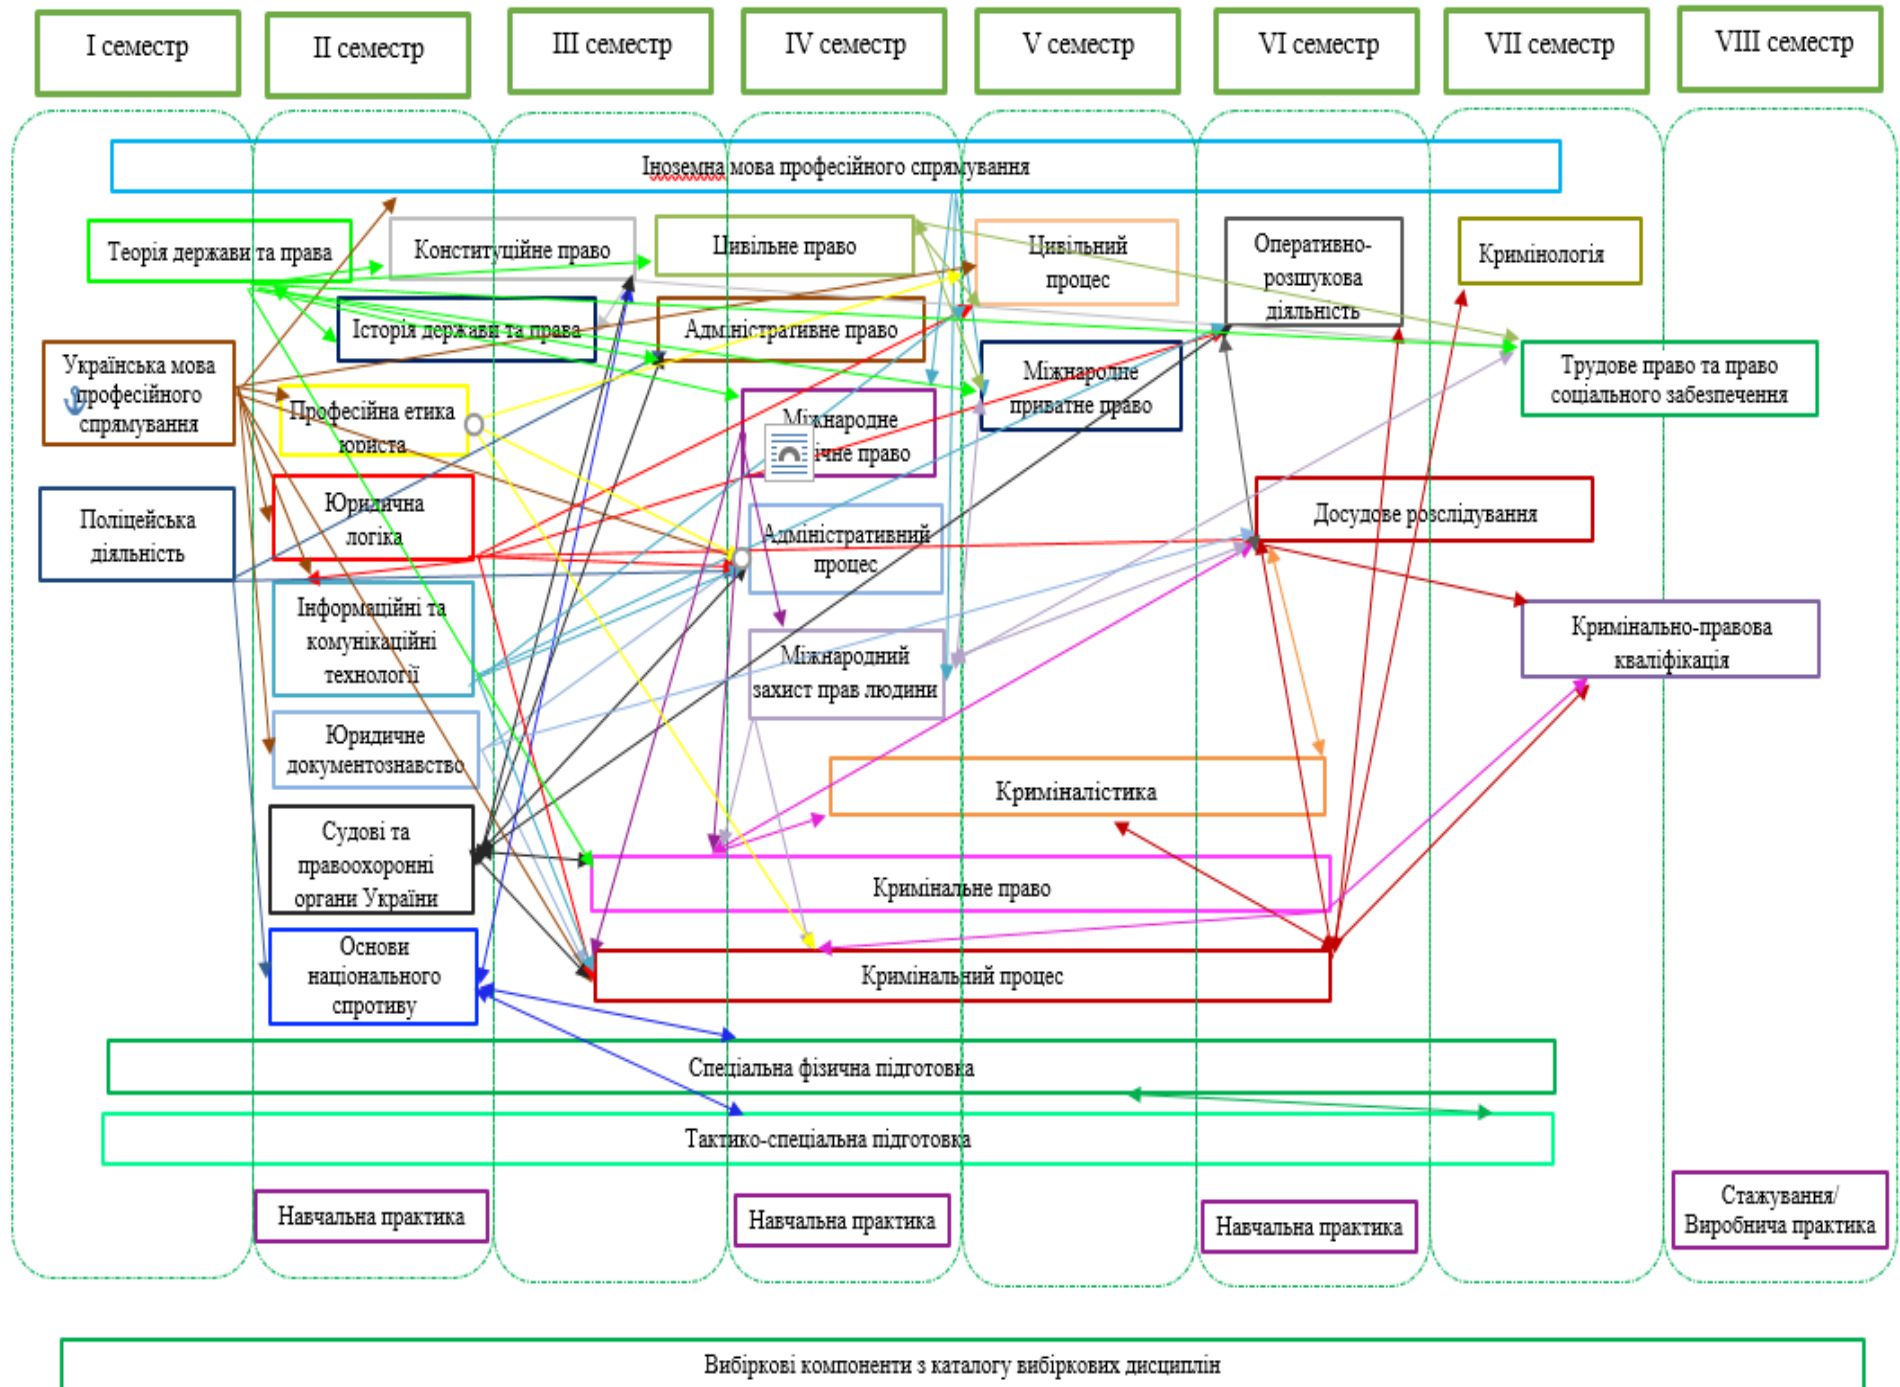 I семестр
II семестр
III семестр
IV семестр
V семестр
VI семестр
VII семестр
VIII семестр
Іноземна мова професійного спрямування
Теорія держави та права
Конституційне право
Цивільне право
Цивільний
процес
Оперативно-
розшукова
діяльність
Кримінологія
Історія держави та права
Адміністративне право
Українська мова
професійного
спрямування
Професійна етика
юриста
Міжнародне
приватне право
Трудове право та право
соціального забезпечення
Міжнародне
ічне право
Поліцейська
діяльність
Юридична
логіка
Адміністративний
процес
Досудове розслідування
Інформаційні та
комунікаційні
технології
Міжнародний
захист прав людини
Кримінально-правова
кваліфікація
Юридичне
документознавство
Криміналістика
Судові та
правоохоронні
органи України
Кримінальне право
Основи
національного
спротиву
Кримінальний процес
Спеціальна фізична підготовка
Тактико-спеціальна підготовка
Навчальна практика
Навчальна практика
Навчальна практика
Стажування/
Виробнича практика
Вибіркові компоненти з каталогу вибіркових дисциплін